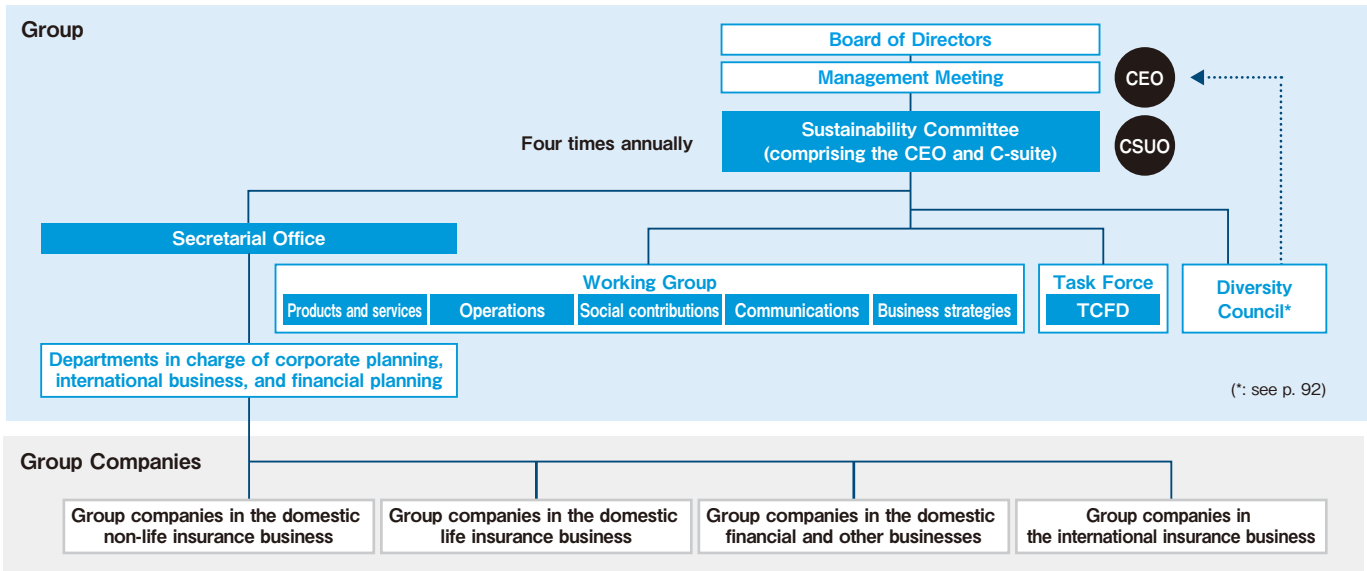 Group
Board of Directors
Management Meeting
CEO
Four times annually
Sustainability Committee
(comprising the CEO and C-suite)
CSUO
Secretarial Office
Working Group
Products and services
Operations
Social contributions
Communications
Business strategies
Task Force
TCFD
Diversity
Council*
Departments in charge of corporate planning,
international business, and financial planning
(*: see p. 92)
Group Companies
Group companies in the domestic
non-life insurance business
Group companies in the domestic
life insurance business
Group companies in the domestic
financial and other businesses
Group companies in
the international insurance business